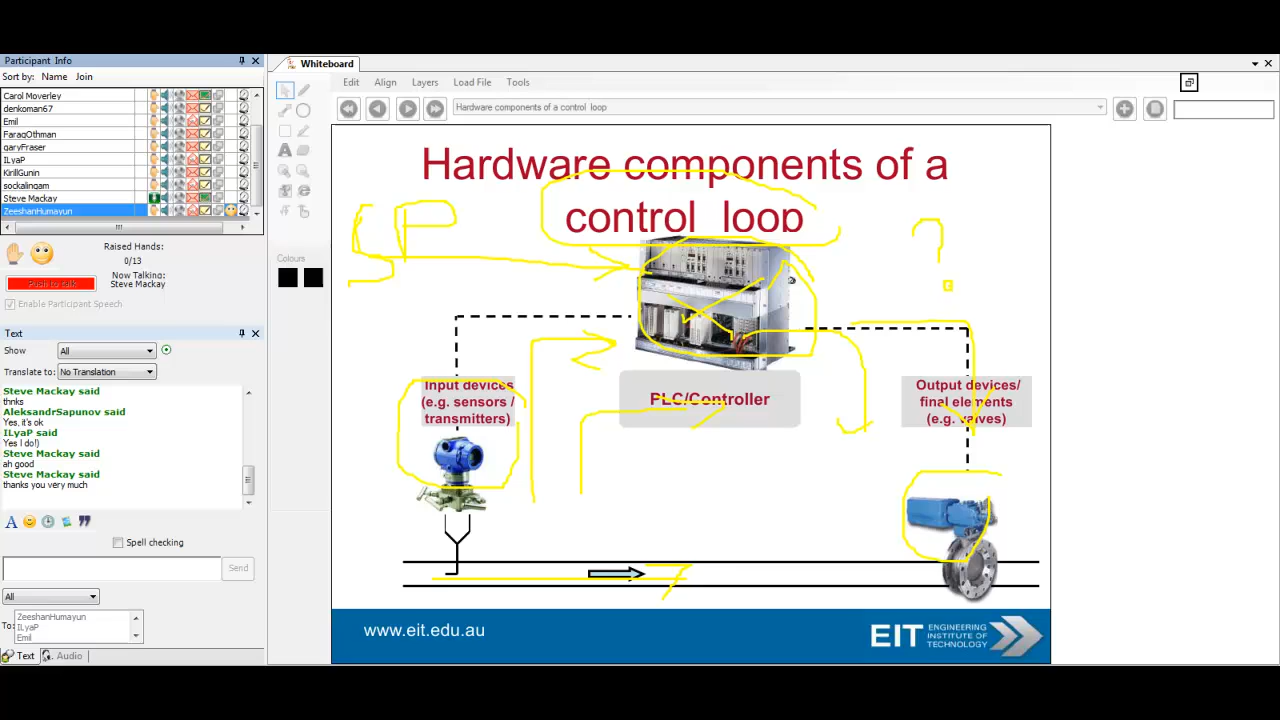 Participant Info
Sort by: Name Join
Carol Moverley
denkoman67
Emil
FaragOthman
garyFraser
ILyaP
KirillGunin
sockalingam
Steve Mackay
ZeeshanHumayun
Raised Hands:
0/13
Now Talking:
Steve Mackay
Push to talk
Enable Participant Speech
Text
Show All
Translate to: No Translation
Steve Mackay said
thnks
AleksandrSapunov said
Yes, it's ok
ILyaP said
Yes I do!)
Steve Mackay said
ah good
Steve Mackay said
thanks you very much
Spell checking
Send
All
To:
ZeeshanHumayun
ILyaP
Emil
Text Audio
Whiteboard
Edit Align Layers Load File Tools
Hardware components of a control loop
Colours
Hardware components of a
control loop
SP
?
Input devices
(e.g. sensors /
transmitters)
PLC/Controller
Output devices/
final elements
(e.g. valves)
www.eit.edu.au
EIT
ENGINEERING
INSTITUTE OF
TECHNOLOGY